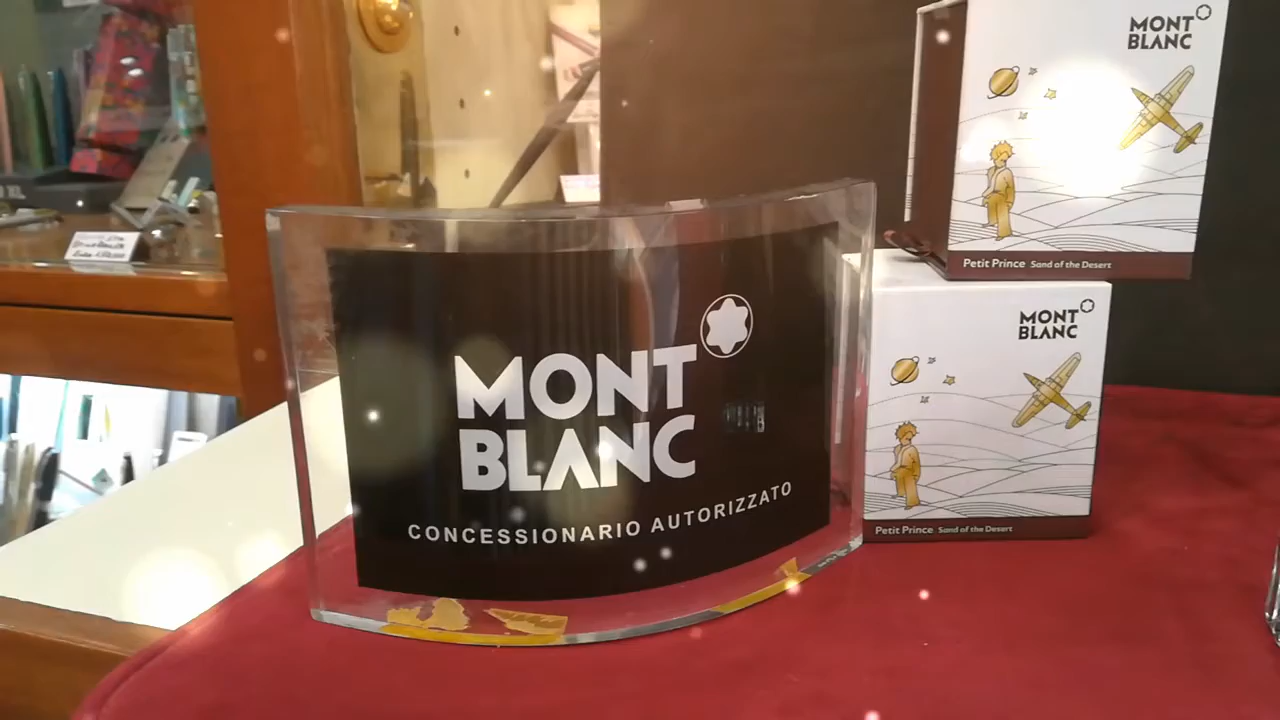 MONT
BLANC
CONCESSIONARIO AUTORIZZATO
MONT
BLANC
Petit Prince Sand of the Desert
MONT
BLANC
Petit Prince Sand of the Desert
XL